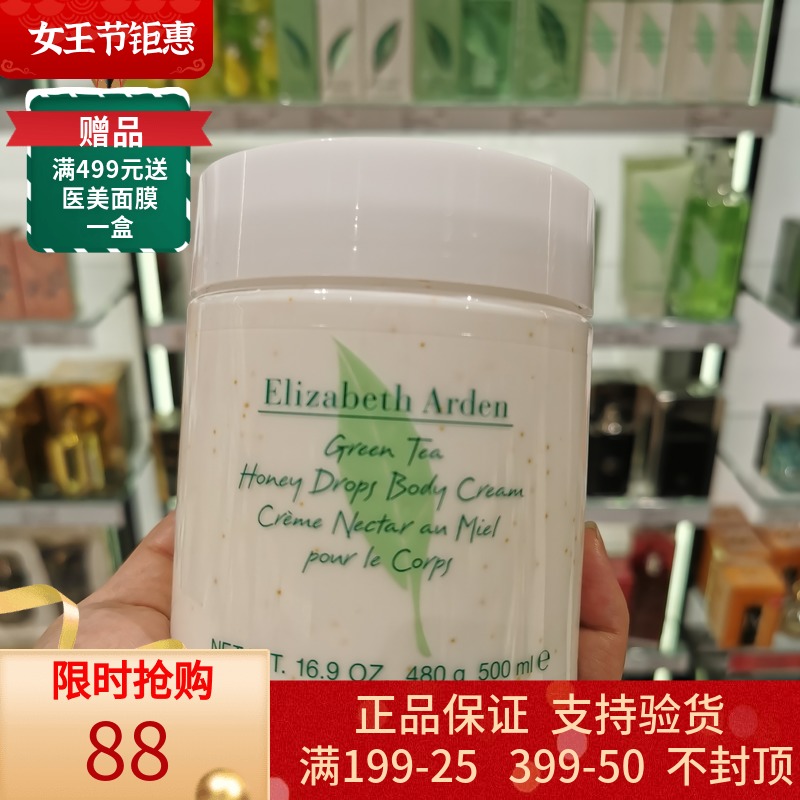 女王节钜惠
赠品
满499元送
医美面膜
一盒
Elizabeth Arden
Green Tea
Honey Drops Body Cream
Crème Nectar au Miel
pour le Corps
16.9 OZ. 480 g 500 ml e
限时抢购
88
正品保证 支持验货
满199-25 399-50 不封顶